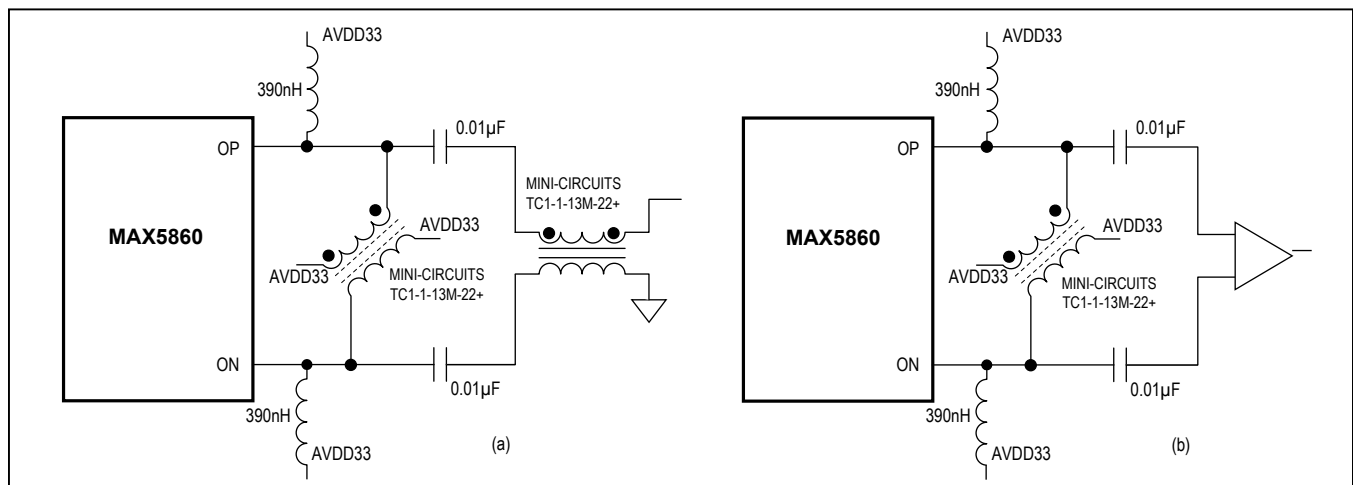 AVDD33
390nH
0.01µF
OP
MINI-CIRCUITS
TC1-1-13M-22+
MAX5860
AVDD33
AVDD33
MINI-CIRCUITS
TC1-1-13M-22+
ON
0.01µF
390nH
AVDD33
(a)
AVDD33
390nH
0.01µF
OP
MAX5860
AVDD33
AVDD33
MINI-CIRCUITS
TC1-1-13M-22+
ON
0.01µF
390nH
AVDD33
(b)